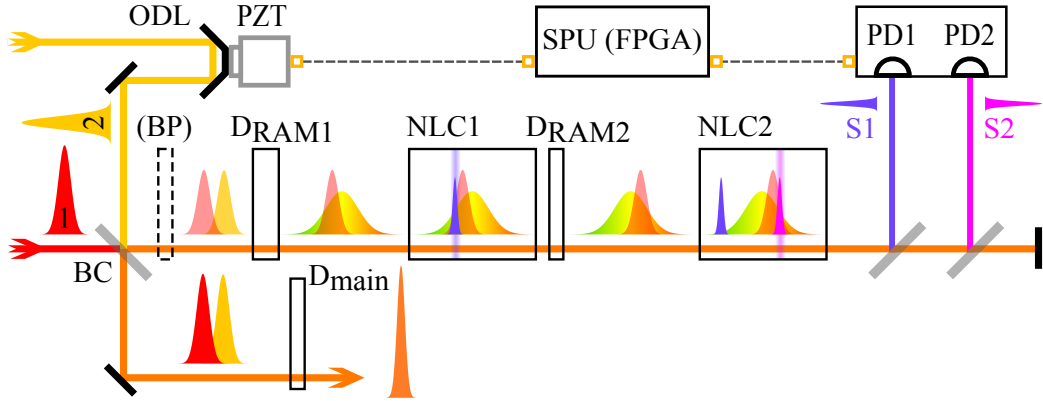 ODL
PZT
SPU (FPGA)
PD1
PD2
2
(BP)
DRAM1
NLC1
DRAM2
NLC2
S1
S2
1
BC
Dmain